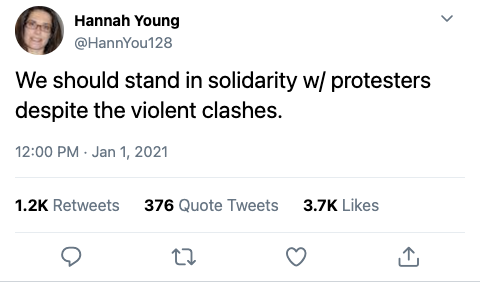 Hannah Young
@HannYou128
We should stand in solidarity w/ protesters
despite the violent clashes.
12:00 PM · Jan 1, 2021
1.2K Retweets 376 Quote Tweets 3.7K Likes